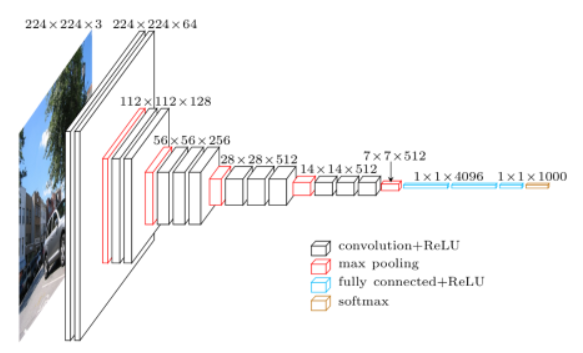 224×224×3
224×224×64
112×112×128
56×56×256
28×28×512
14×14×512
7×7×512
1×1×4096
1×1×1000
convolution+ReLU
max pooling
fully connected+ReLU
softmax